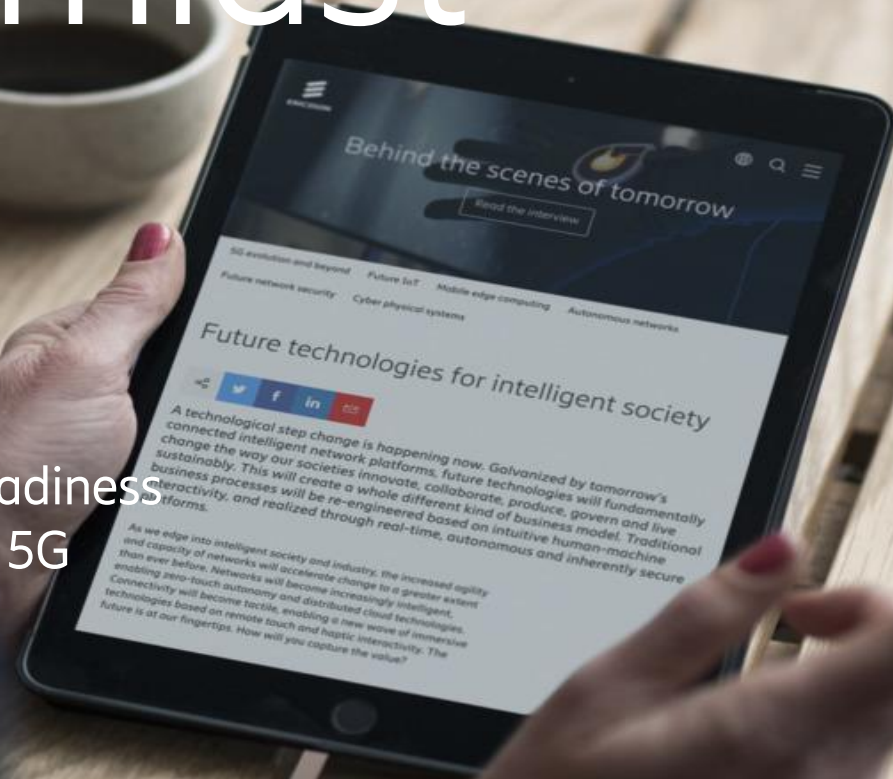 ERICSSON
Behind the scenes of tomorrow
Read the interview
5G evolution and beyond Future IoT Mobile edge computing Autonomous networks
Future network security Cyber physical systems
Future technologies for intelligent society
in
A technological step change is happening now. Galvanized by tomorrow's
connected intelligent network platforms, future technologies will fundamentally
change the way our societies innovate, collaborate, produce, govern and live
sustainably. This will create a whole different kind of business model. Traditional
business processes will be re-engineered based on intuitive human-machine
interactivity, and realized through real-time, autonomous and inherently secure
platforms.
As we edge into intelligent society and industry, the increased agility
and capacity of networks will accelerate change to a greater extent
than ever before. Networks will become increasingly intelligent,
enabling zero-touch autonomy and distributed cloud technologies.
Connectivity will become tactile, enabling a new wave of immersive
technologies based on remote touch and haptic interactivity. The
future is at our fingertips. How will you capture the value?
adiness
5G